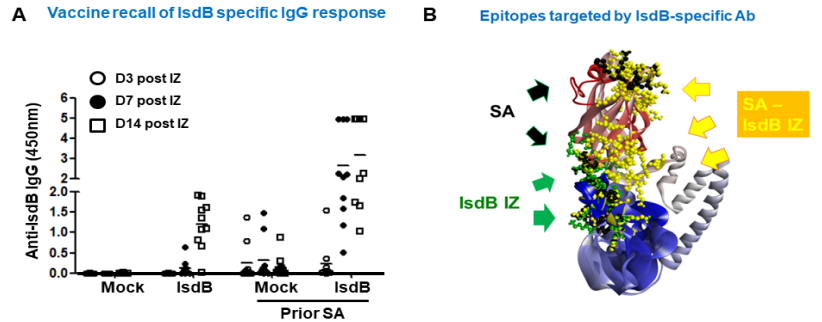 A Vaccine recall of IsdB specific IgG response
D3 post IZ
D7 post IZ
D14 post IZ
Anti-IsdB IgG (450nm)
6
5
4
3
2
2.0
1.5
1.0
0.5
0.0
Mock IsdB Mock IsdB
Prior SA
B Epitopes targeted by IsdB-specific Ab
SA
SA –
IsdB IZ
IsdB IZ